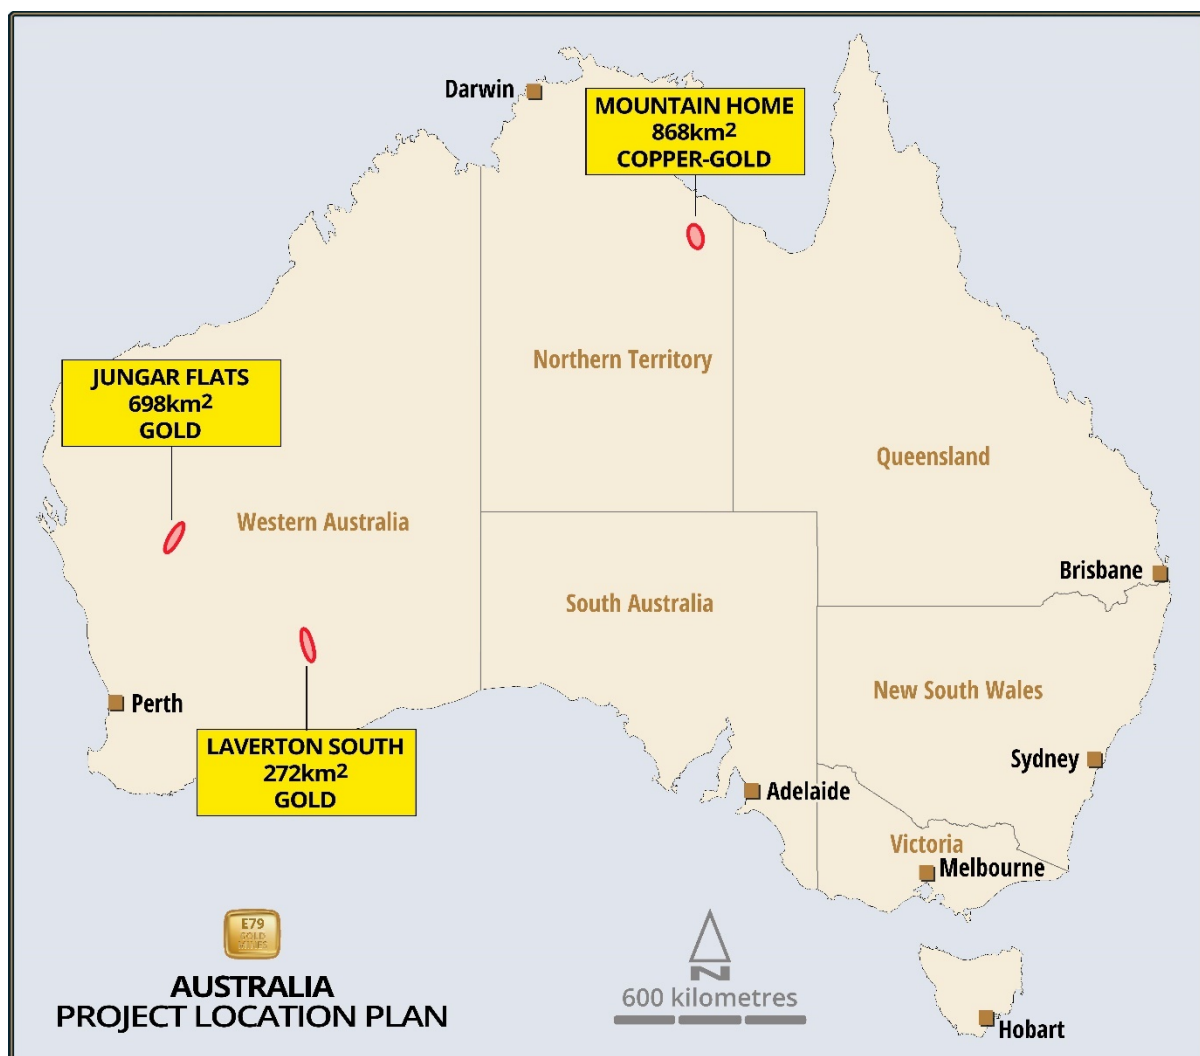 Darwin
MOUNTAIN HOME
868km²
COPPER-GOLD
JUNGAR FLATS
698km²
GOLD
Northern Territory
Queensland
Western Australia
Brisbane
South Australia
New South Wales
Perth
LAVERTON SOUTH
272km²
GOLD
Sydney
Adelaide
Victoria
Melbourne
E79
GOLD
MINES
AUSTRALIA
PROJECT LOCATION PLAN
N
600 kilometres
Hobart